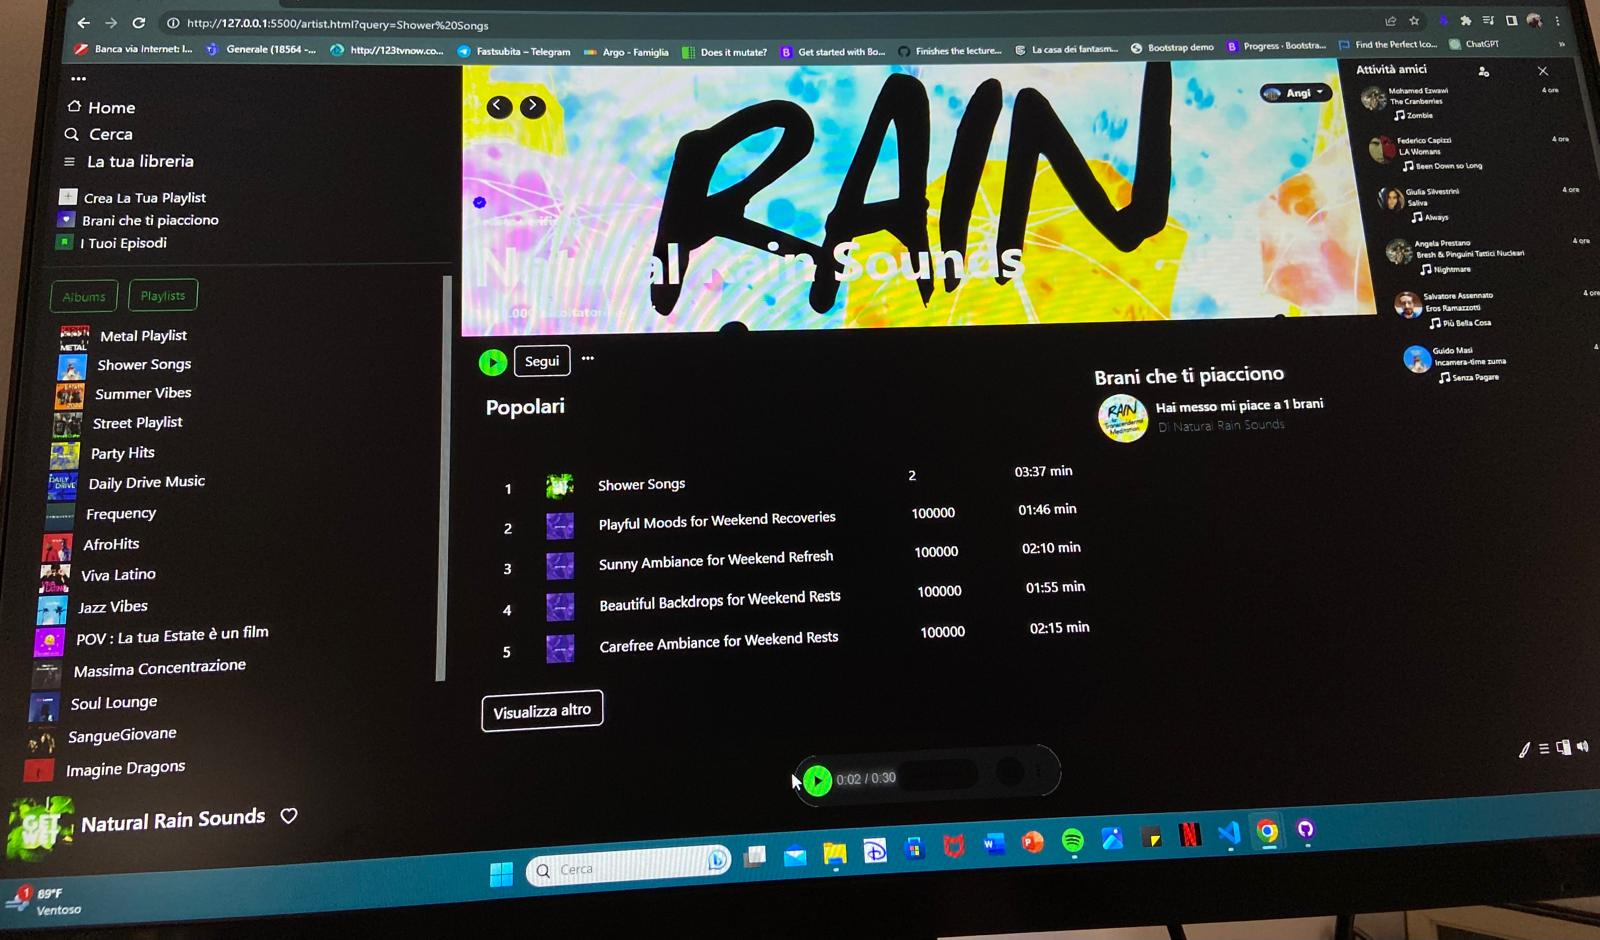 http://127.0.0.1:5500/artist.html?query=Shower%20Songs
Banca via Internet: I...
Generale (18564 -...
http://123tvnow.co...
Fastsubita – Telegram
Argo - Famiglia
Does it mutate?
Get started with Bo...
Finishes the lecture...
La casa dei fantasm...
Bootstrap demo
Progress · Bootstra...
Find the Perfect Ico...
ChatGPT
»
Home
Cerca
La tua libreria
Crea La Tua Playlist
Brani che ti piacciono
I Tuoi Episodi
Albums
Playlists
Metal Playlist
Shower Songs
Summer Vibes
Street Playlist
Party Hits
Daily Drive Music
Frequency
AfroHits
Viva Latino
Jazz Vibes
POV : La tua Estate è un film
Massima Concentrazione
Soul Lounge
SangueGiovane
Imagine Dragons
METAL
DAILY DRIVE
GET WET
Natural Rain Sounds
RAIN
Angi
Natural Rain Sounds
Segui
Popolari
1 Shower Songs 2 03:37 min
2 Playful Moods for Weekend Recoveries 100000 01:46 min
3 Sunny Ambiance for Weekend Refresh 100000 02:10 min
4 Beautiful Backdrops for Weekend Rests 100000 01:55 min
5 Carefree Ambiance for Weekend Rests 100000 02:15 min
Visualizza altro
Brani che ti piacciono
RAIN
Hai messo mi piace a 1 brani
Di Natural Rain Sounds
0:02 / 0:30
Attività amici
Mohamed Ezwawi 4 ore
The Cranberries
Zombie
Federico Capizzi 4 ore
LA Womans
Been Down so Long
Giulia Silvestrini 4 ore
Saliva
Always
Angela Prestano 4 ore
Bresh & Pinguini Tattici Nucleari
Nightmare
Salvatore Assennato 4 ore
Eros Ramazzotti
Più Bella Cosa
Guido Masi 4
Incamera-time zuma
Senza Pagare
Cerca
1
89°F
Ventoso